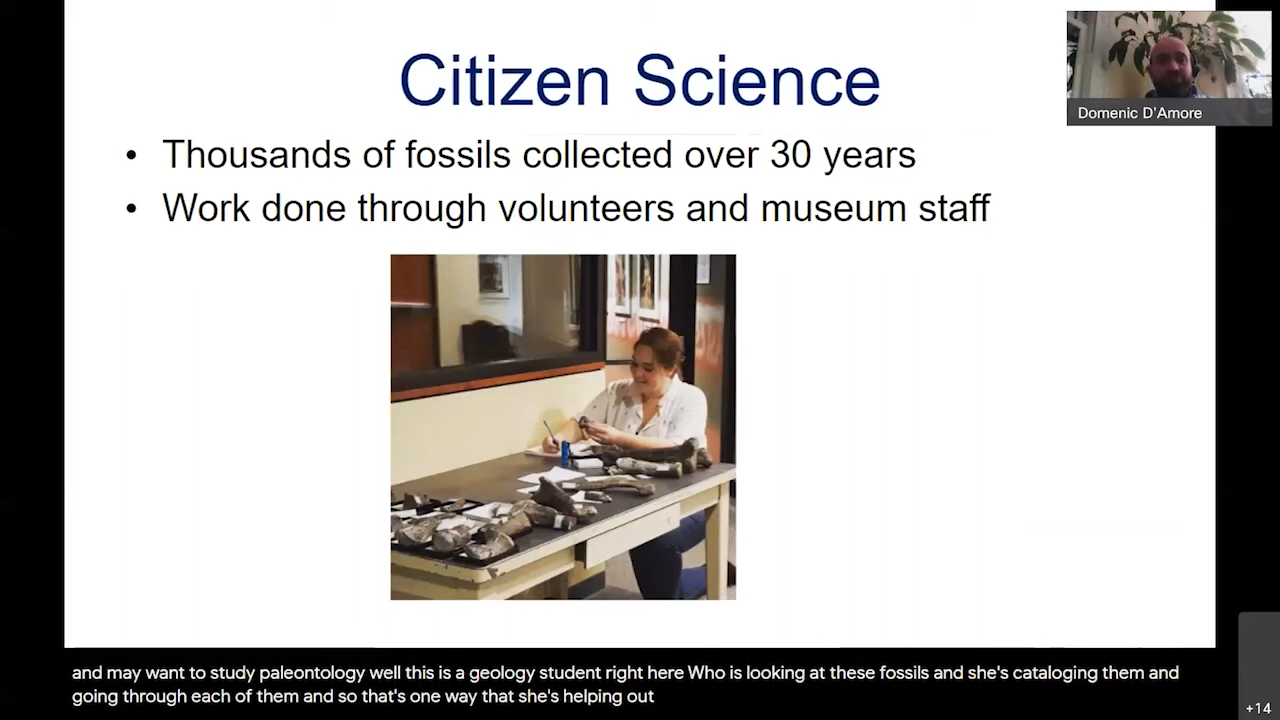 Citizen Science
Domenic D'Amore
• Thousands of fossils collected over 30 years
• Work done through volunteers and museum staff
and may want to study paleontology well this is a geology student right here Who is looking at these fossils and she's cataloging them and
going through each of them and so that's one way that she's helping out
+14